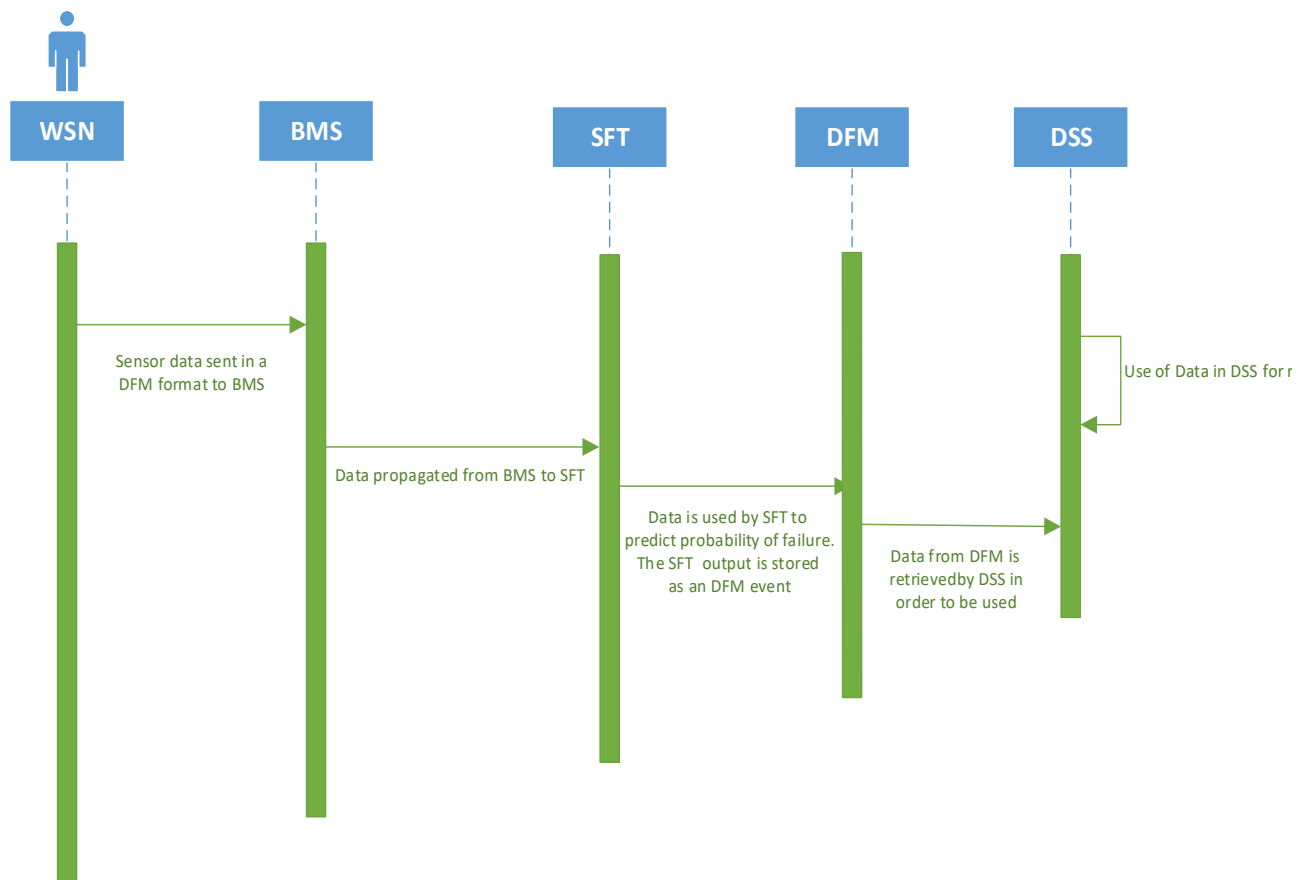 WSN
BMS
SFT
DFM
DSS
Sensor data sent in a
DFM format to BMS
Use of Data in DSS for
Data propagated from BMS to SFT
Data is used by SFT to
predict probability of failure.
The SFT output is stored
as an DFM event
Data from DFM is
retrievedby DSS in
order to be used